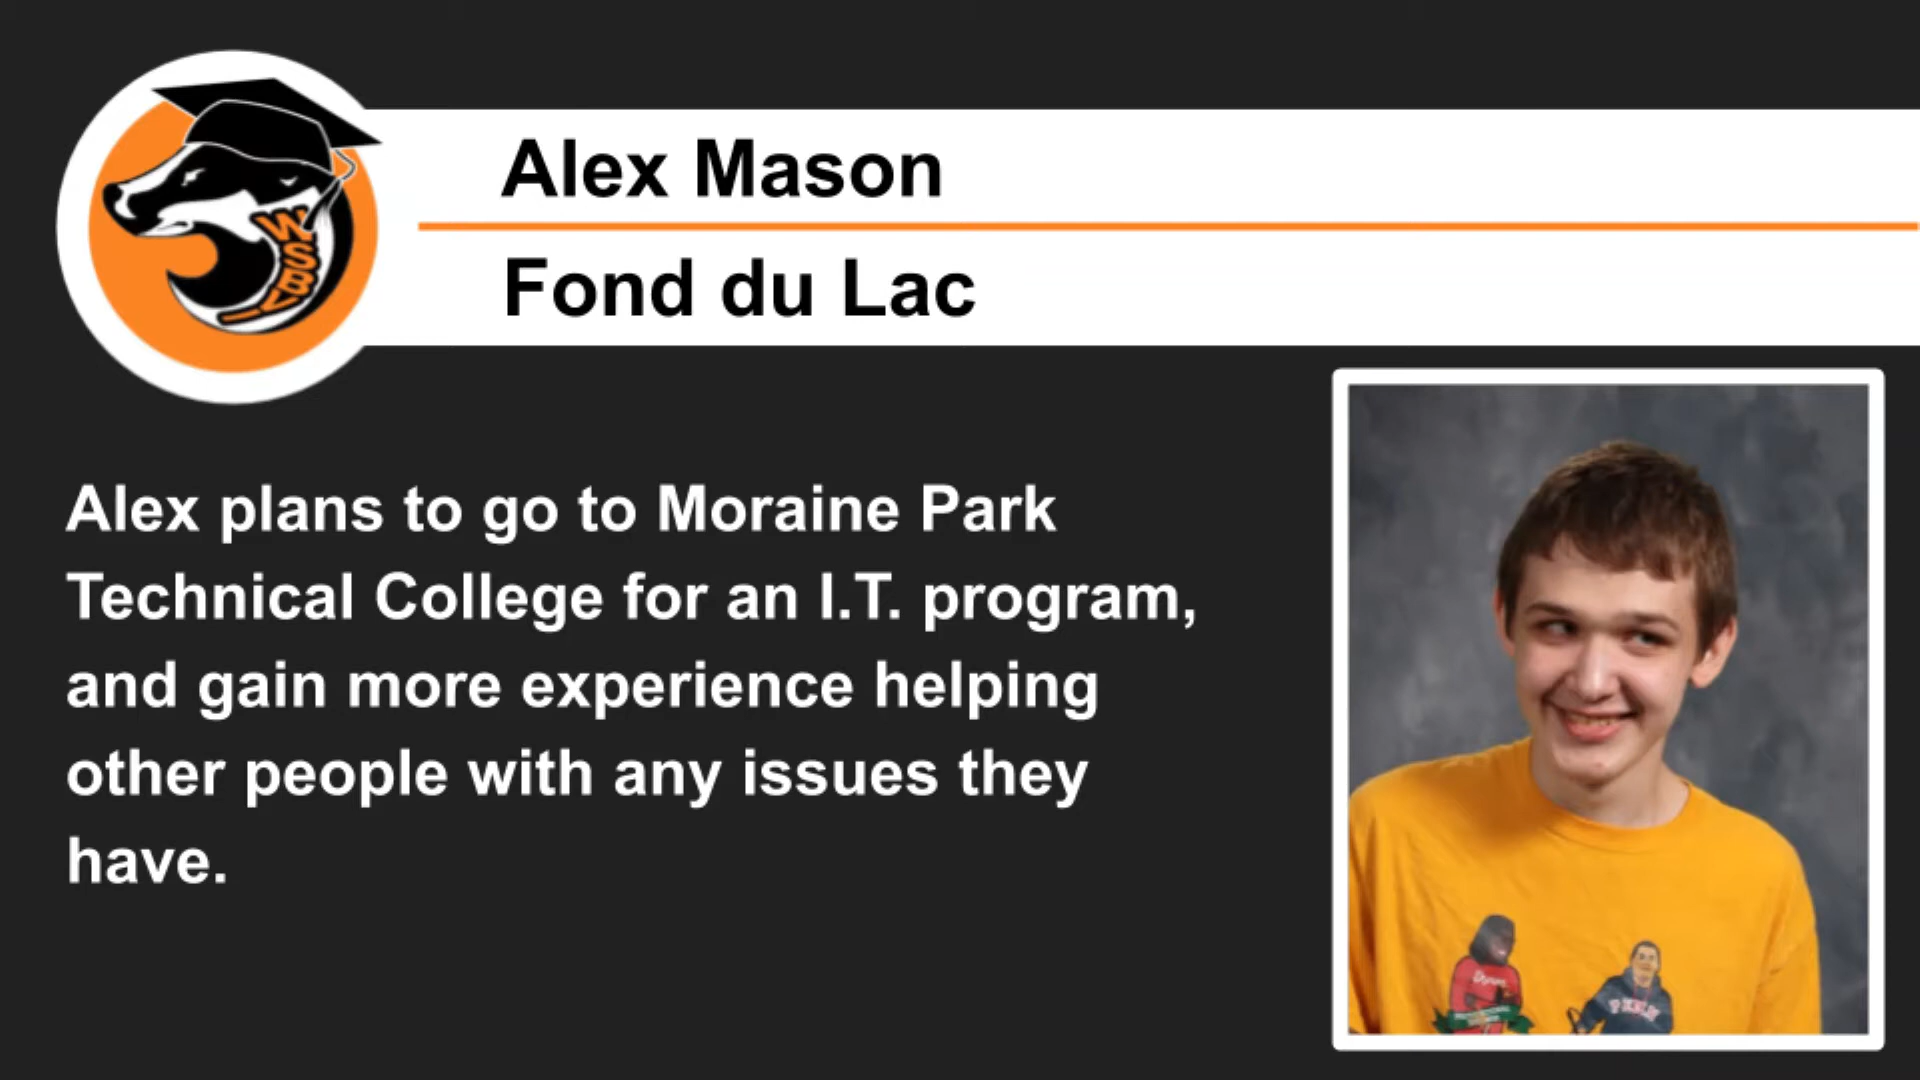 WSBVI
Alex Mason
Fond du Lac
Alex plans to go to Moraine Park
Technical College for an I.T. program,
and gain more experience helping
other people with any issues they
have.